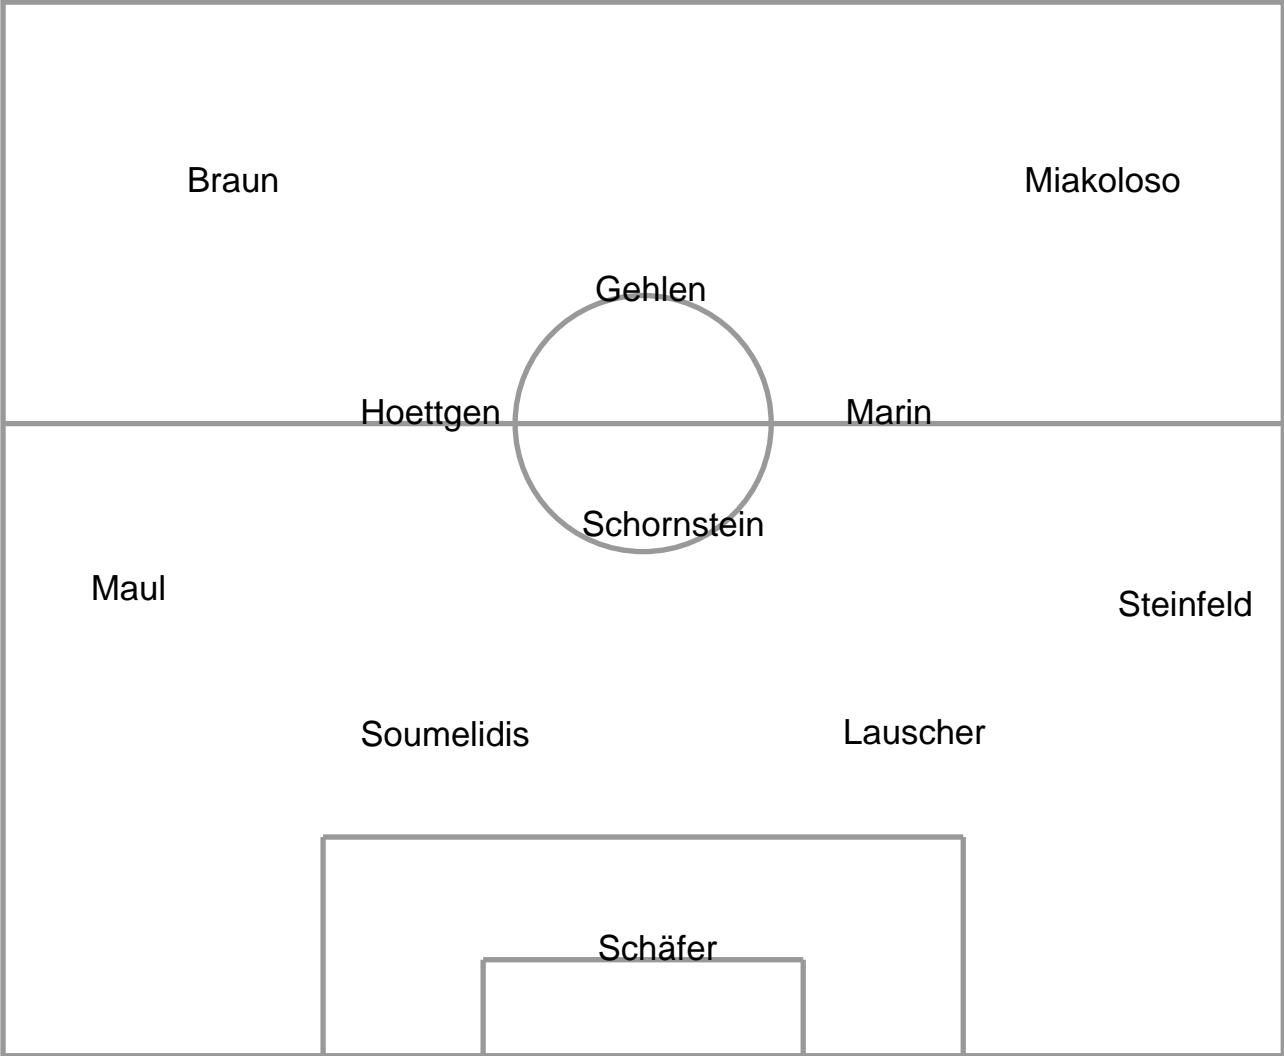 Braun
Miakoloso
Gehlen
Hoettgen
Marin
Schornstein
Maul
Steinfeld
Soumelidis
Lauscher
Schäfer